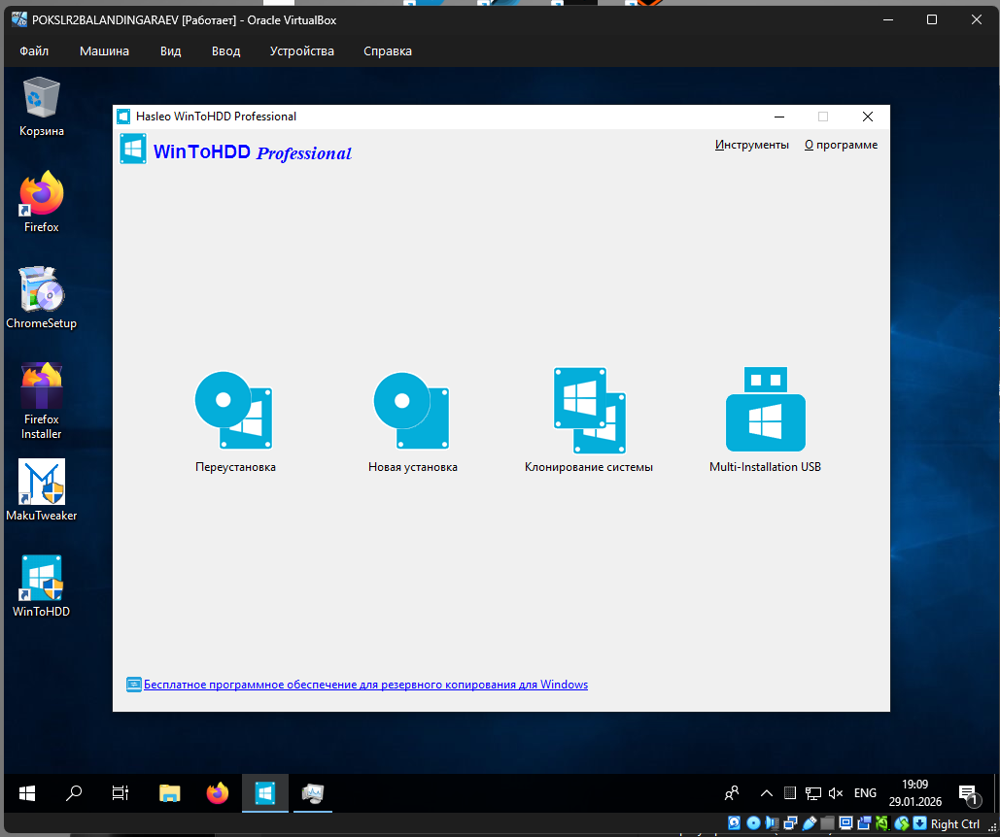 POKSLR2BALANDINGARAEV [Работает] - Oracle VirtualBox
Файл Машина Вид Ввод Устройства Справка
Корзина
Firefox
ChromeSetup
Firefox
Installer
MakuTweaker
WinToHDD
Hasleo WinToHDD Professional
WinToHDD Professional
Инструменты О программе
Переустановка
Новая установка
Клонирование системы
Multi-Installation USB
Бесплатное программное обеспечение для резервного копирования для Windows
ENG
19:09
29.01.2026
1
Right Ctrl